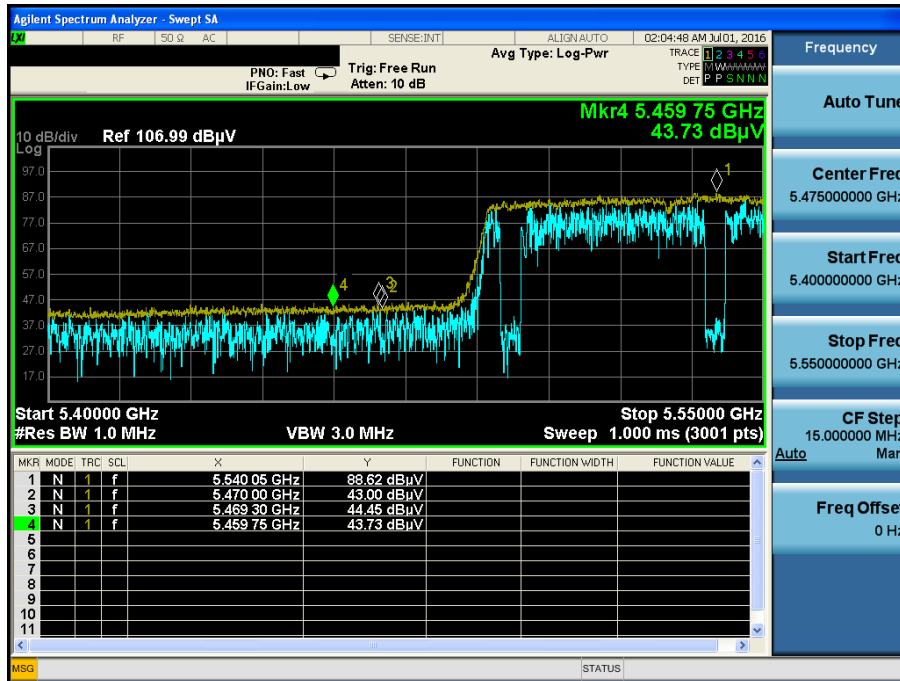 Agilent Spectrum Analyzer - Swept SA
LXI RF 50 Ω AC SENSE:INT ALIGN AUTO 02:04:48 AM Jul 01, 2016
Frequency
Avg Type: Log-Pwr TRACE 1 2 3 4 5 6
PNO: Fast Trig: Free Run TYPE M W W W W W
IFGain:Low Atten: 10 dB DET P P S N N N
Auto Tune
Mkr4 5.459 75 GHz
10 dB/div Ref 106.99 dBµV 43.73 dBµV
Log
97.0
87.0
77.0
67.0
57.0
47.0
37.0
27.0
17.0
1
4
3
2
Center Freq
5.475000000 GHz
Start Freq
5.400000000 GHz
Stop Freq
5.550000000 GHz
Start 5.40000 GHz Stop 5.55000 GHz
#Res BW 1.0 MHz VBW 3.0 MHz Sweep 1.000 ms (3001 pts)
CF Step
15.000000 MHz
Auto Man
MKR MODE TRC SCL X Y FUNCTION FUNCTION WIDTH FUNCTION VALUE
1 N 1 f 5.540 05 GHz 88.62 dBµV
2 N 1 f 5.470 00 GHz 43.00 dBµV
3 N 1 f 5.469 30 GHz 44.45 dBµV
4 N 1 f 5.459 75 GHz 43.73 dBµV
5
6
7
8
9
10
11
Freq Offset
0 Hz
MSG STATUS